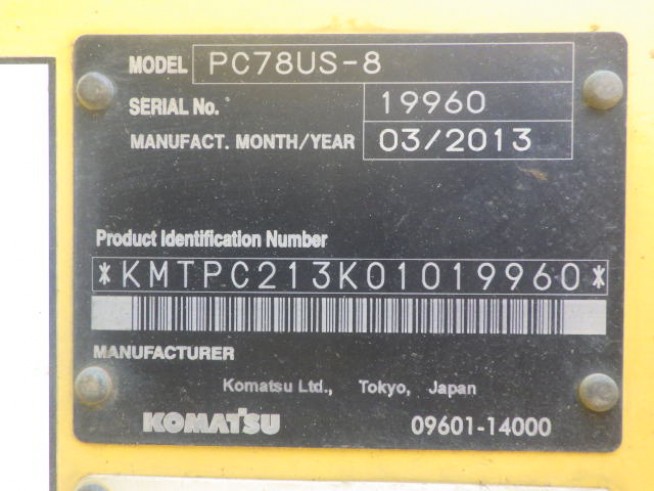 MODEL PC78US-8
SERIAL No. 19960
MANUFACT. MONTH/YEAR 03/2013
Product Identification Number
*KMTPC213K01019960*
MANUFACTURER
Komatsu Ltd., Tokyo, Japan
KOMATSU 09601-14000